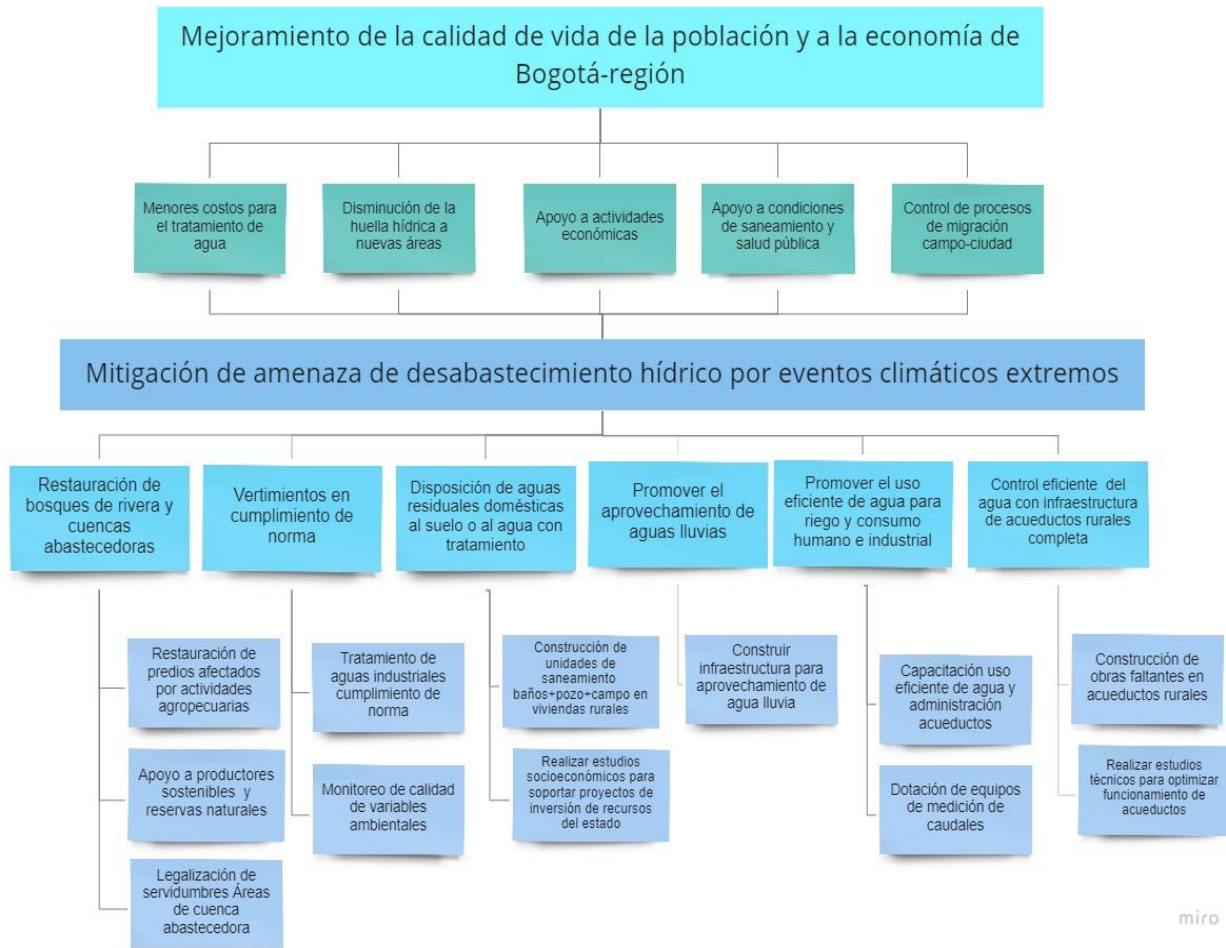 Mejoramiento de la calidad de vida de la población y a la economía de
Bogotá-región
Menores costos para
el tratamiento de
agua
Disminución de la
huella hídrica a
nuevas áreas
Apoyo a actividades
económicas
Apoyo a condiciones
de saneamiento y
salud pública
Control de procesos
de migración
campo-ciudad
Mitigación de amenaza de desabastecimiento hídrico por eventos climáticos extremos
Restauración de
bosques de rivera y
cuencas
abastecedoras
Vertimientos en
cumplimiento de
norma
Disposición de aguas
residuales domésticas
al suelo o al agua con
tratamiento
Promover el
aprovechamiento de
aguas lluvias
Promover el uso
eficiente de agua para
riego y consumo
humano e industrial
Control eficiente del
agua con infraestructura
de acueductos rurales
completa
Restauración de
predios afectados
por actividades
agropecuarias
Apoyo a productores
sostenibles y
reservas naturales
Legalización de
servidumbres Áreas
de cuenca
abastecedora
Tratamiento de
aguas industriales
cumplimiento de
norma
Monitoreo de calidad
de variables
ambientales
Construcción de
unidades de
saneamiento
baños+pozo+campo en
viviendas rurales
Realizar estudios
socioeconómicos para
soportar proyectos de
inversión de recursos
del estado
Construir
infraestructura para
aprovechamiento de
agua lluvia
Capacitación uso
eficiente de agua y
administración
acueductos
Dotación de equipos
de medición de
caudales
Construcción de
obras faltantes en
acueductos rurales
Realizar estudios
técnicos para optimizar
funcionamiento de
acueductos
miro